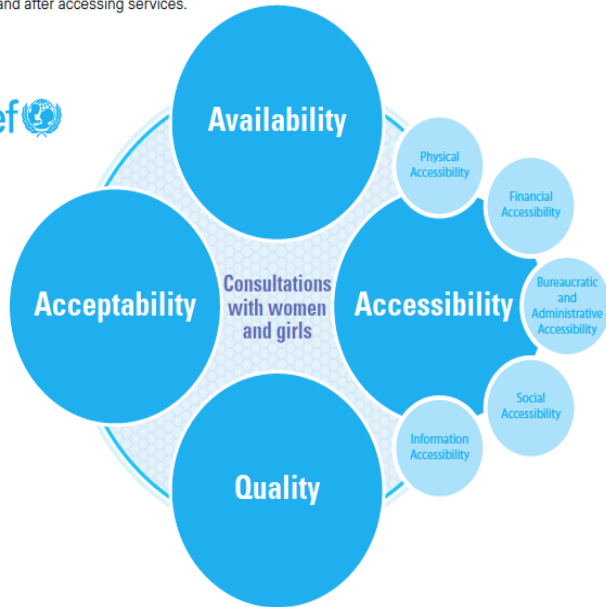 and after accessing services.
ef
Availability
Physical
Accessibility
Financial
Accessibility
Acceptability
Consultations
with women
and girls
Accessibility
Bureaucratic
and
Administrative
Accessibility
Social
Accessibility
Information
Accessibility
Quality